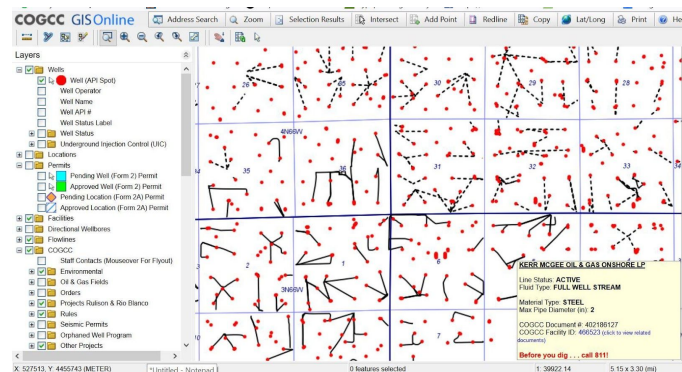 COGCC GISOnline
Address Search
Zoom
Selection Results
Intersect
Add Point
Redline
Copy
Lat/Long
Print
He
Layers
Wells
Well (API Spot)
Well Operator
Well Name
Well API #
Well Status Label
Well Status
Underground Injection Control (UIC)
Locations
Permits
Pending Well (Form 2) Permit
Approved Well (Form 2) Permit
Pending Location (Form 2A) Permit
Approved Location (Form 2A) Permit
Facilities
Directional Wellbores
Flowlines
COGCC
Staff Contacts (Mouseover For Flyout)
Environmental
Oil & Gas Fields
Orders
Projects Rulison & Rio Blanco
Rules
Seismic Permits
Orphaned Well Program
Other Projects
27
26
25
30
29
28
4N66W
35
36
31
32
33
34
2
1
6
3N66W
7
KERR MCGEE OIL & GAS ONSHORE LP
Line Status: ACTIVE
Fluid Type: FULL WELL STREAM
Material Type: STEEL
Max Pipe Diameter (in): 2
COGCC Document #: 402186127
COGCC Facility ID: 466523 (click to view related
documents)
Before you dig . . . call 811!
X: 527513, Y: 4455743 (METER)
*Untitled - Notepad
0 features selected
1: 39922.14
5.15 x 3.30 (mi)